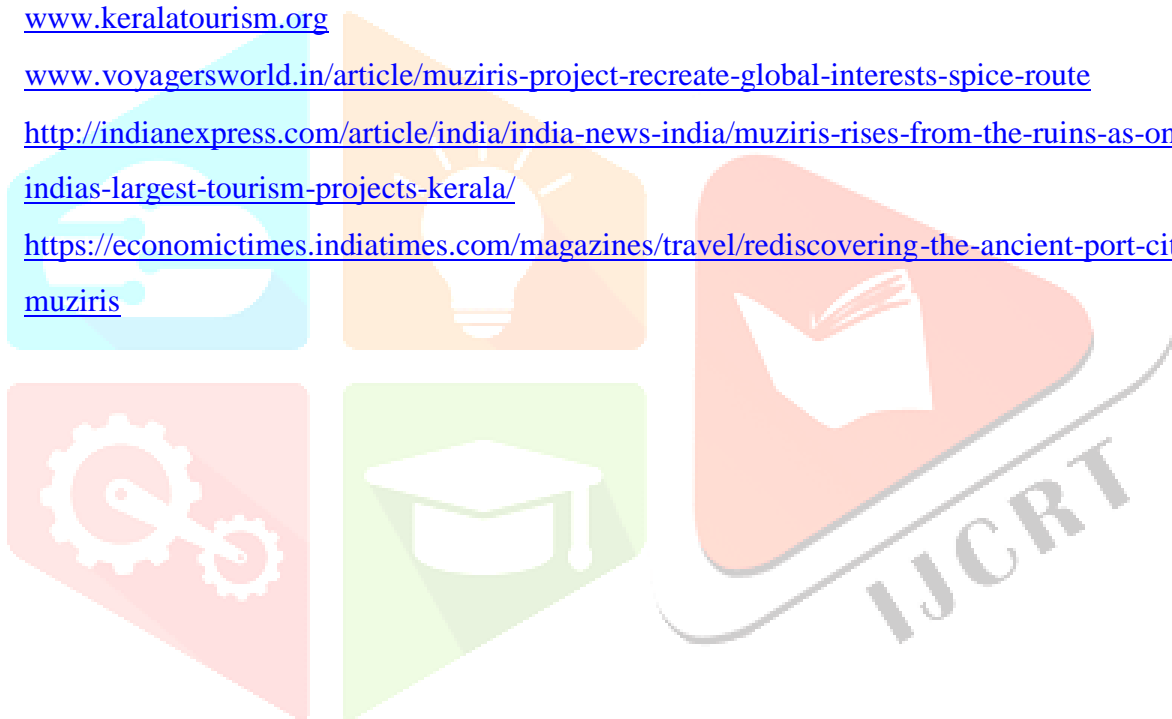 www.keralatourism.org
www.voyagersworld.in/article/muziris-project-recreate-global-interests-spice-route
http://indianexpress.com/article/india/india-news-india/muziris-rises-from-the-ruins-as-on
indias-largest-tourism-projects-kerala/
https://economictimes.indiatimes.com/magazines/travel/rediscovering-the-ancient-port-cit
muziris
IJCRT